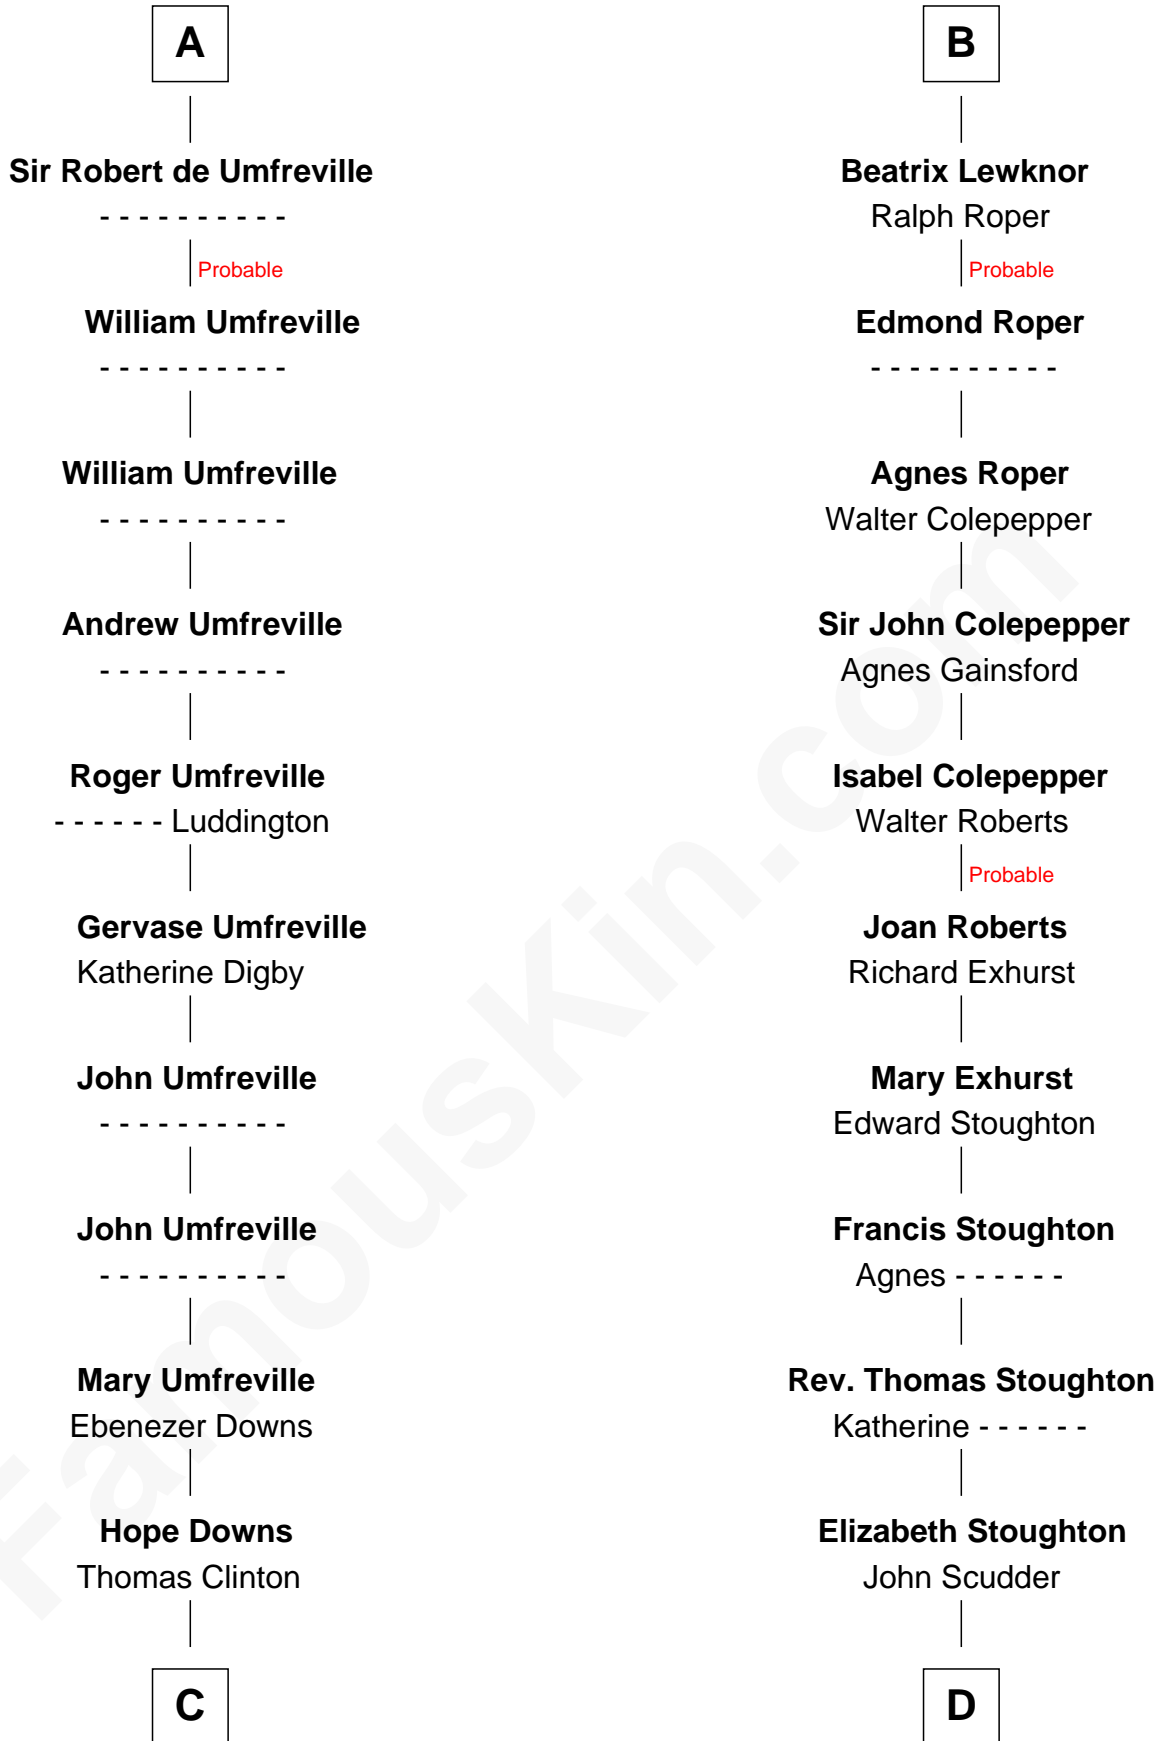 A
Sir Robert de Umfreville
- - - - - - - - - -
Probable
William Umfreville
- - - - - - - - - -
William Umfreville
- - - - - - - - - -
Andrew Umfreville
- - - - - - - - - -
Roger Umfreville
- - - - - - Luddington
Gervase Umfreville
Katherine Digby
John Umfreville
- - - - - - - - - -
John Umfreville
- - - - - - - - - -
Mary Umfreville
Ebenezer Downs
Hope Downs
Thomas Clinton
C
B
Beatrix Lewknor
Ralph Roper
Probable
Edmond Roper
- - - - - - - - - -
Agnes Roper
Walter Colepepper
Sir John Colepepper
Agnes Gainsford
Isabel Colepepper
Walter Roberts
Probable
Joan Roberts
Richard Exhurst
Mary Exhurst
Edward Stoughton
Francis Stoughton
Agnes - - - - - -
Rev. Thomas Stoughton
Katherine - - - - - -
Elizabeth Stoughton
John Scudder
D
FamousKin.com